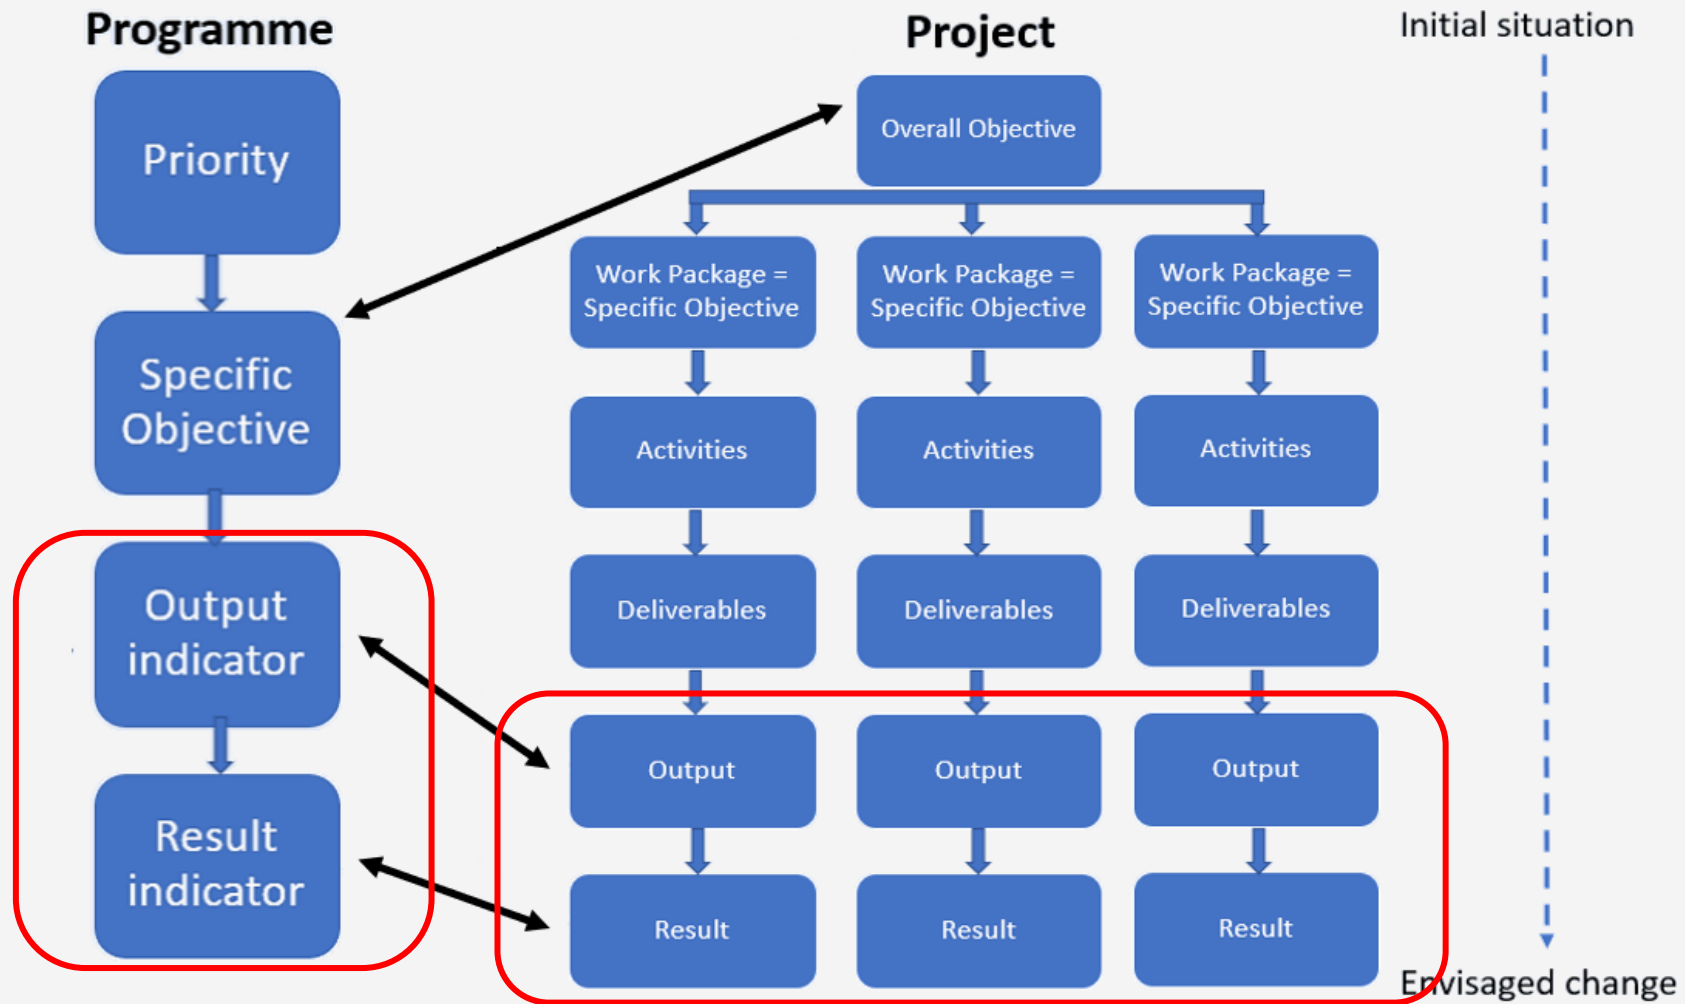 Programme
Project
Initial situation
Priority
Overall Objective
Specific
Objective
Work Package =
Specific Objective
Work Package =
Specific Objective
Work Package =
Specific Objective
Activities
Activities
Activities
Output
indicator
Deliverables
Deliverables
Deliverables
Output
Output
Output
Result
indicator
Result
Result
Result
Envisaged change